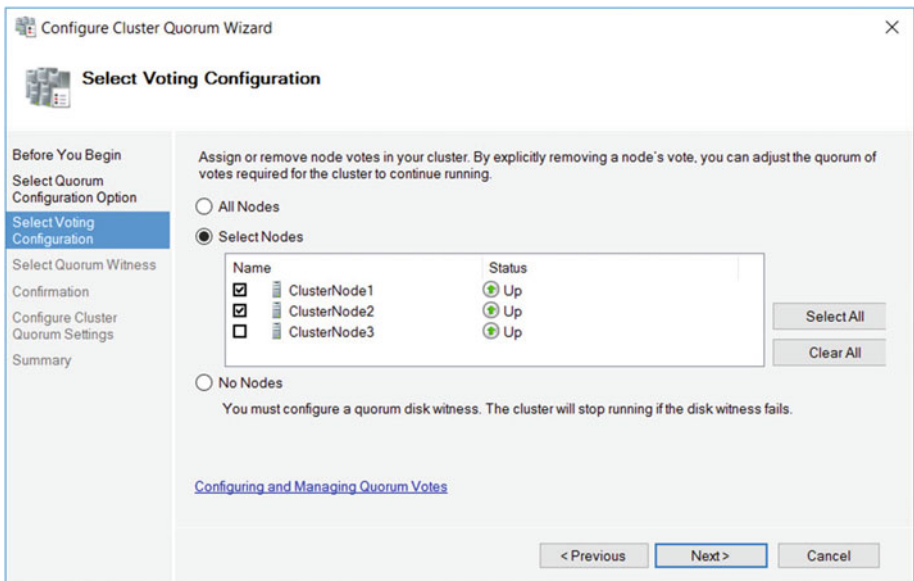 Configure Cluster Quorum Wizard
Select Voting Configuration
Before You Begin
Select Quorum
Configuration Option
Select Voting
Configuration
Select Quorum Witness
Confirmation
Configure Cluster
Quorum Settings
Summary
Assign or remove node votes in your cluster. By explicitly removing a node's vote, you can adjust the quorum of
votes required for the cluster to continue running.
All Nodes
Select Nodes
Name Status
ClusterNode1 Up
ClusterNode2 Up
ClusterNode3 Up
Select All
Clear All
No Nodes
You must configure a quorum disk witness. The cluster will stop running if the disk witness fails.
Configuring and Managing Quorum Votes
< Previous Next > Cancel